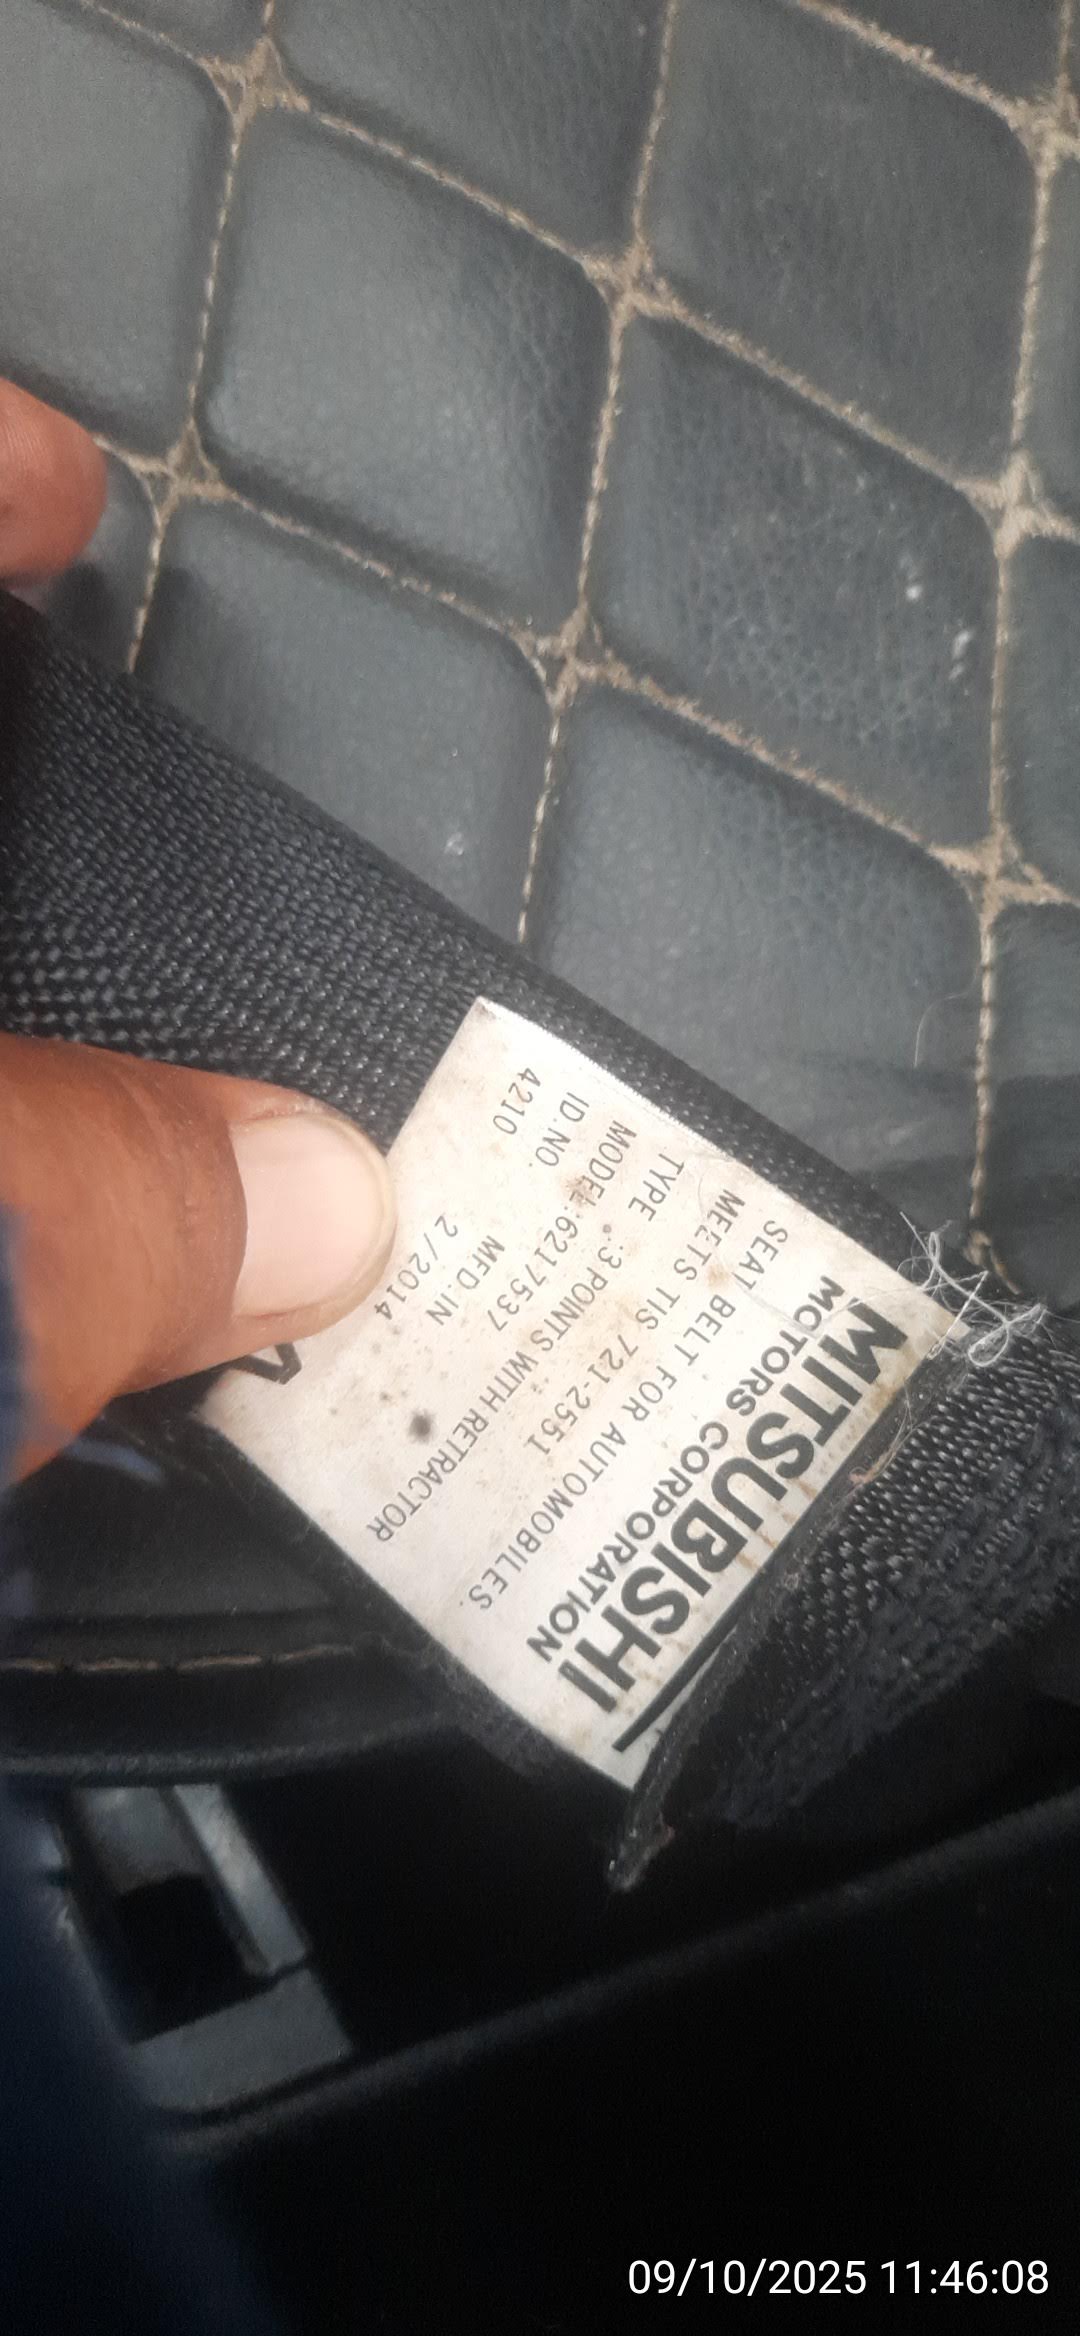 MITSUBISHI
MOTORS CORPORATION
SEAT BELT FOR AUTOMOBILES.
MEETS TIS 721-2551
TYPE :3 POINTS WITH RETRACTOR
MODEL:6217537
ID.NO. MFD.IN
4210 2/2014
A
09/10/2025 11:46:08